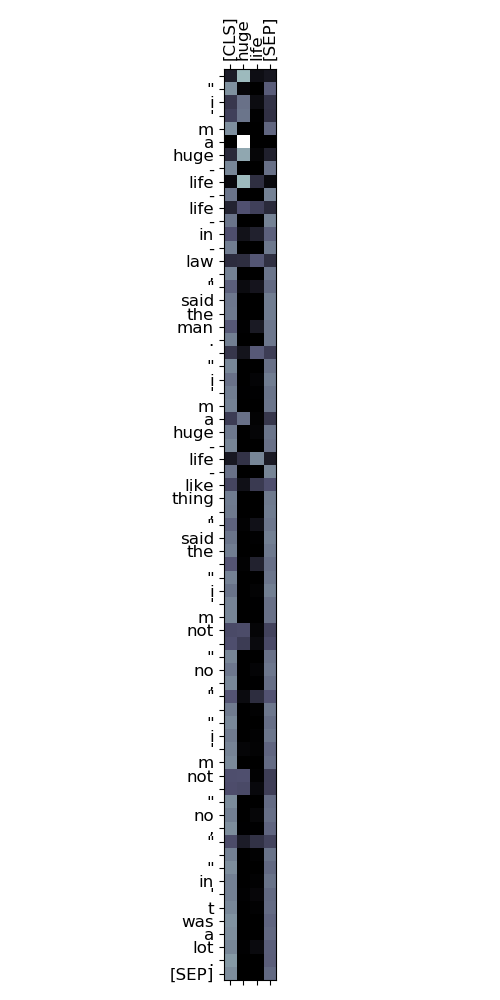 [CLS]
huge
life
[SEP]
"
i
'
m
a
huge
-
life
-
life
-
in
-
law
,
"
said
the
man
.
"
i
'
m
a
huge
-
life
-
like
thing
,
"
said
the
"
i
'
m
not
"
no
,
"
"
i
'
m
not
"
no
,
"
"
in
'
t
was
a
lot
.
[SEP]